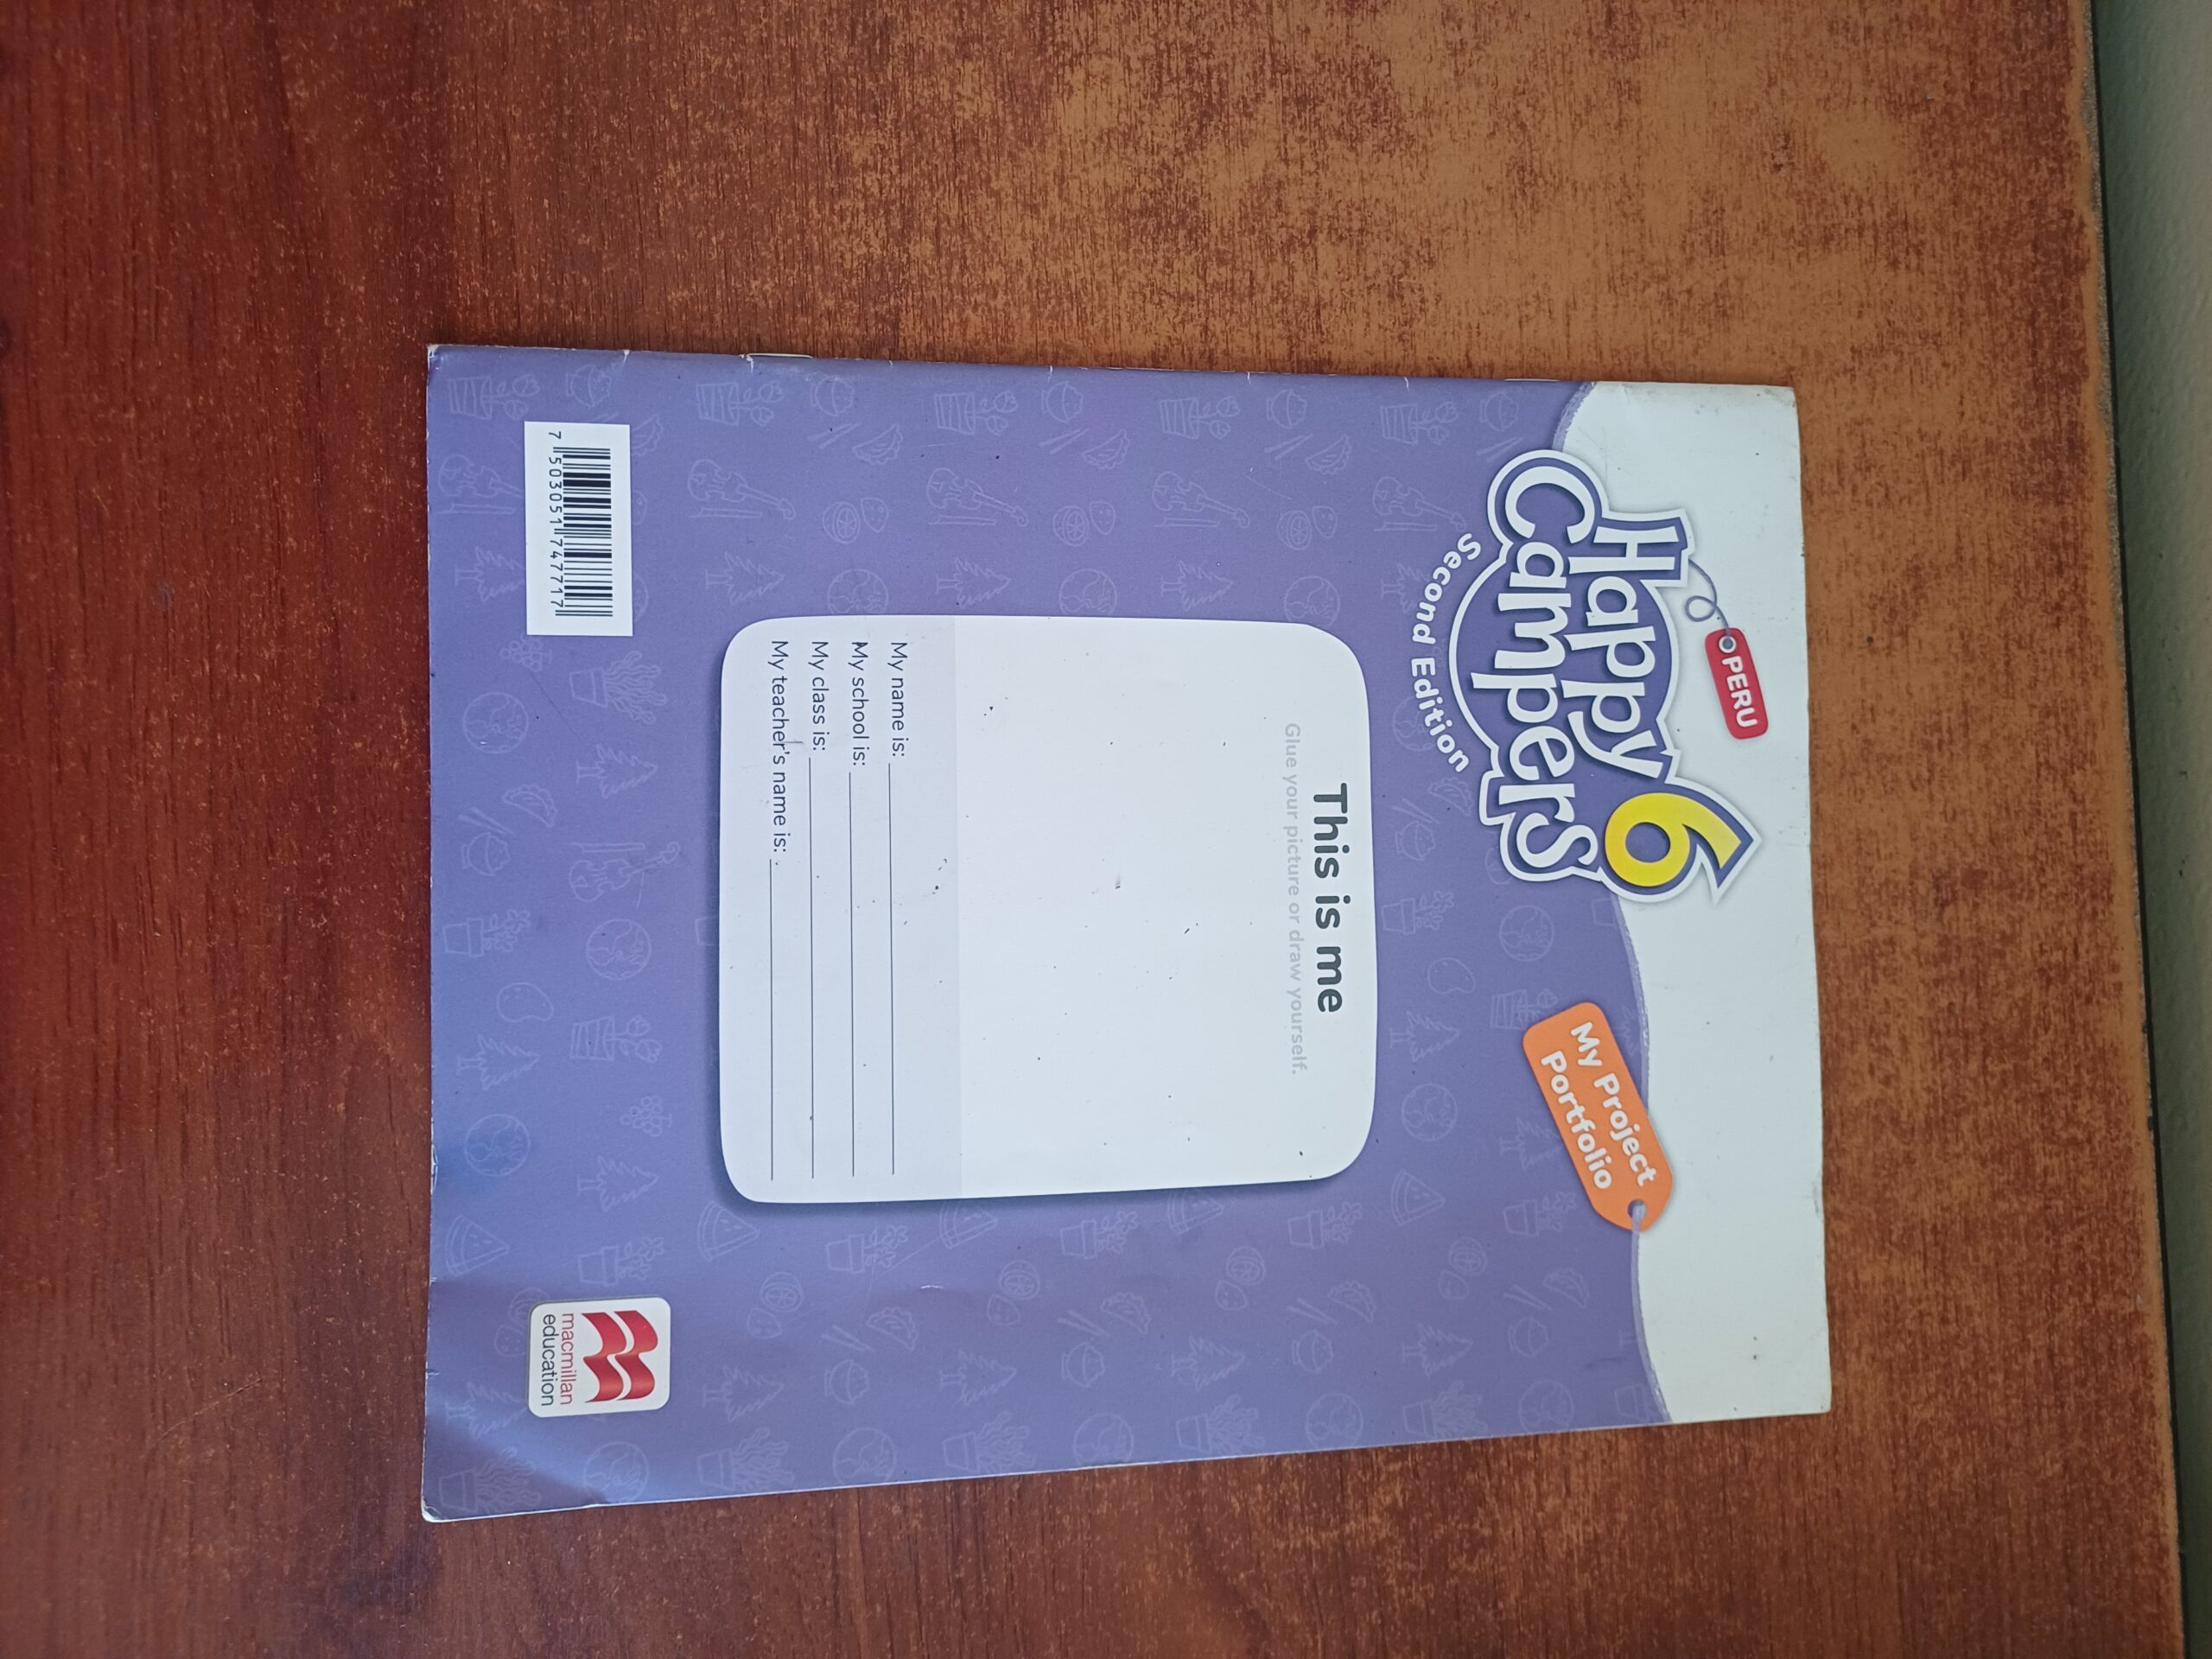 PERU
Happy
Campers 6
Second Edition
My Project
Portfolio
This is me
Glue your picture or draw yourself.
My name is:
My school is:
My class is:
My teacher's name is:
7 503051 747717
macmillan
education